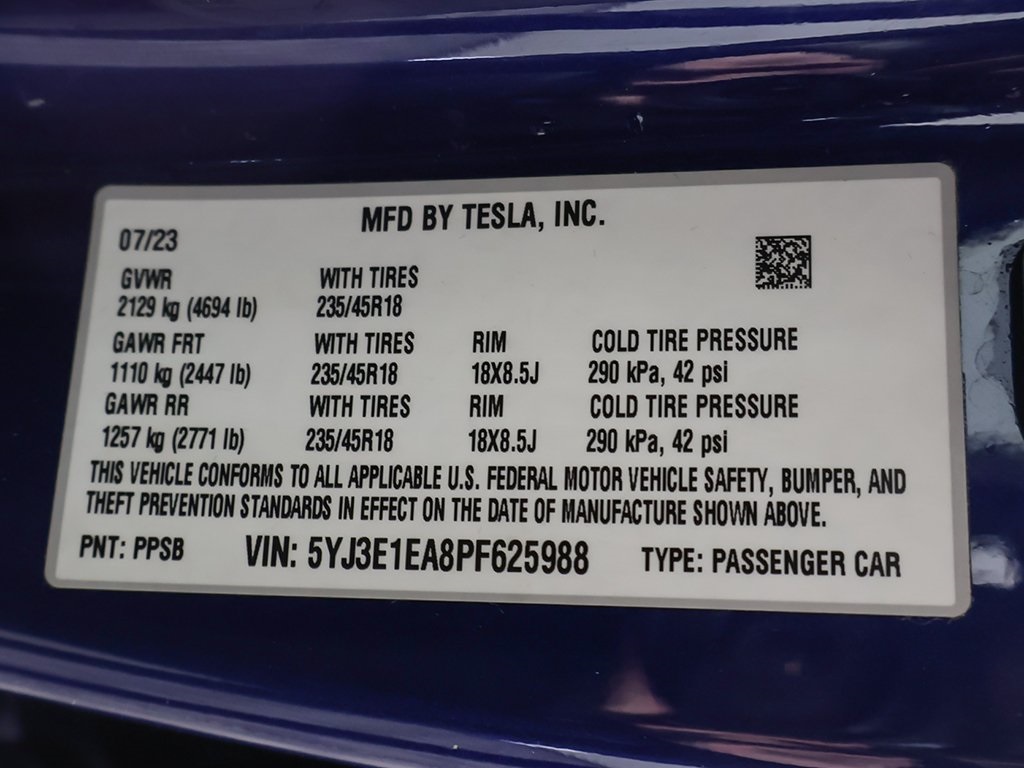 MFD BY TESLA, INC.
07/23
GVWR WITH TIRES
2129 kg (4694 lb) 235/45R18
GAWR FRT WITH TIRES RIM COLD TIRE PRESSURE
1110 kg (2447 lb) 235/45R18 18X8.5J 290 kPa, 42 psi
GAWR RR WITH TIRES RIM COLD TIRE PRESSURE
1257 kg (2771 lb) 235/45R18 18X8.5J 290 kPa, 42 psi
THIS VEHICLE CONFORMS TO ALL APPLICABLE U.S. FEDERAL MOTOR VEHICLE SAFETY, BUMPER, AND
THEFT PREVENTION STANDARDS IN EFFECT ON THE DATE OF MANUFACTURE SHOWN ABOVE.
PNT: PPSB VIN: 5YJ3E1EA8PF625988 TYPE: PASSENGER CAR